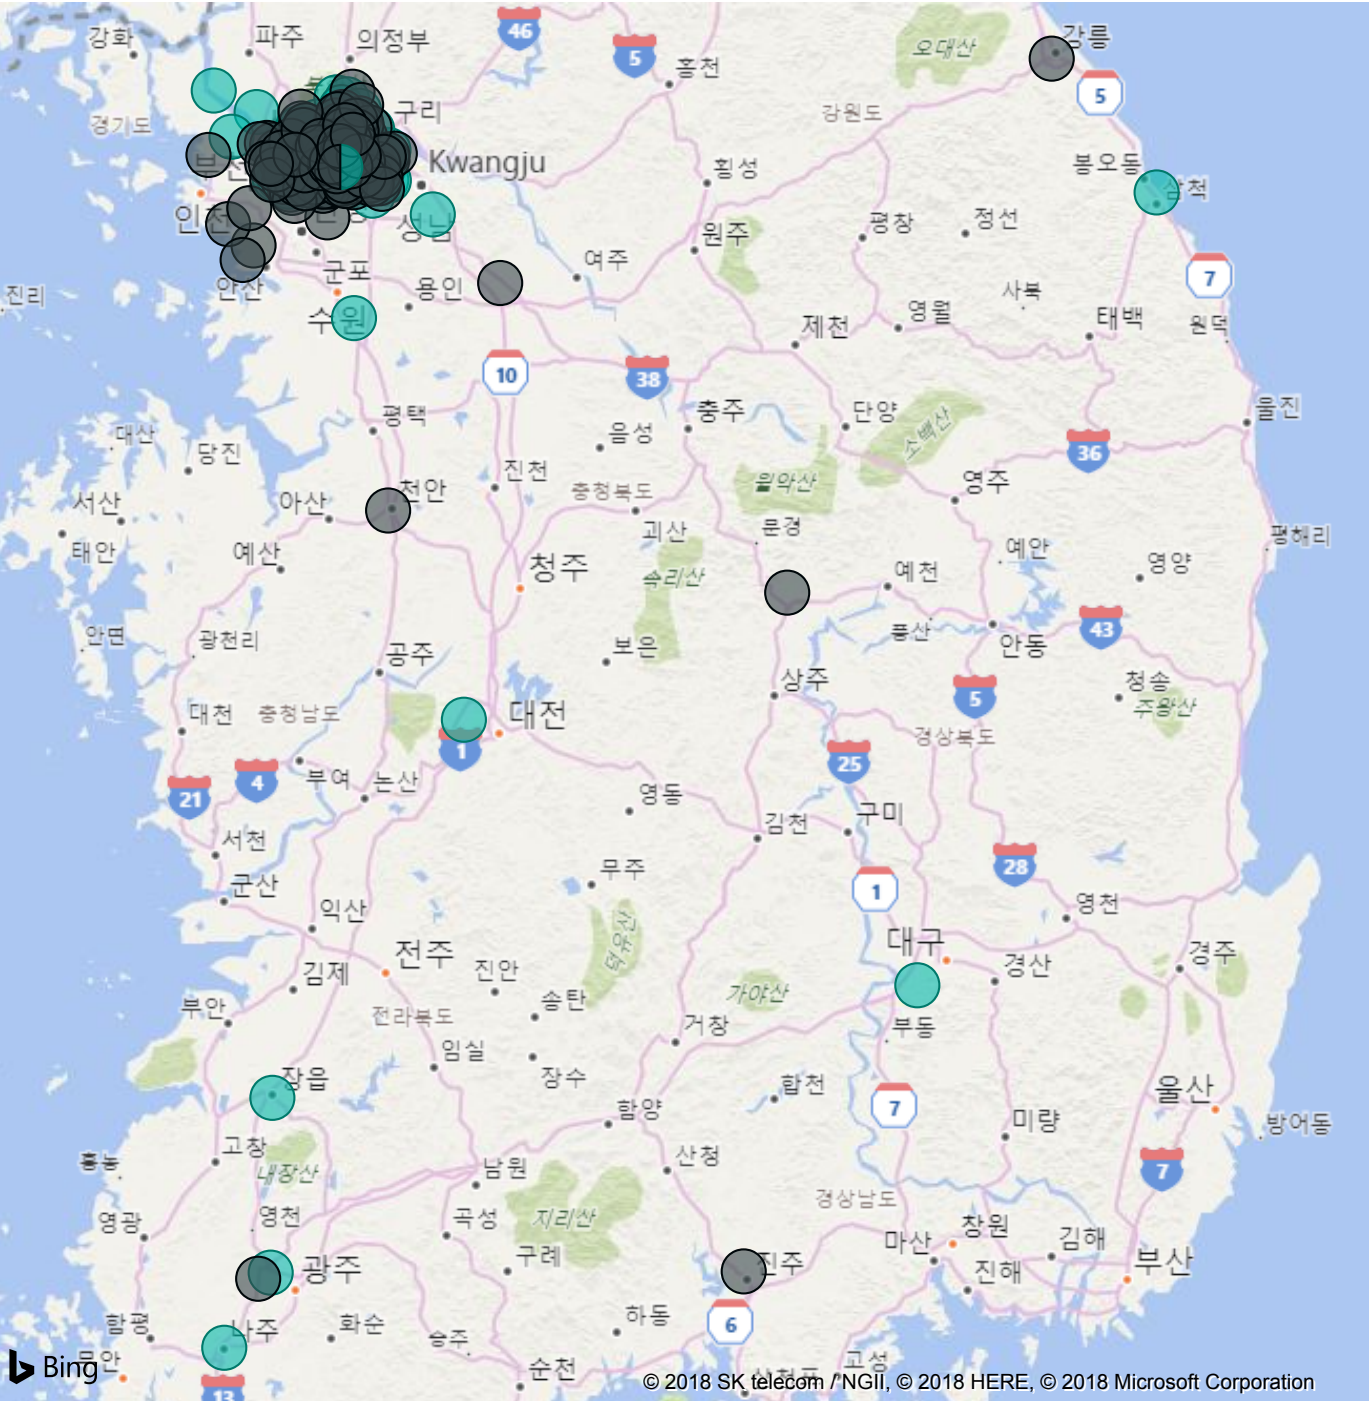 강화
파주
의정부
46
5
홍천
오대산
강릉
5
경기도
구리
강원도
Kwangju
횡성
봉오동
삼척
인천
성남
원주
평창
정선
군포
여주
7
안산
용인
진리
사북
수원
제천
영월
태백
원덕
10
38
평택
충주
단양
소백산
울진
대산
당진
음성
36
진천
충청북도
월악산
영주
서산
아산
천안
괴산
문경
평해리
태안
예산
청주
속리산
예천
예안
영양
안면
광천리
공주
보은
풍산
안동
43
상주
5
청송
주왕산
대천
충청남도
대전
경상북도
1
25
21
4
부여
논산
영동
김천
구미
서천
28
군산
무주
1
익산
영천
덕유산
전주
대구
경산
경주
김제
진안
가야산
부안
송탄
전라북도
거창
부동
임실
장수
장읍
합천
울산
함양
7
미량
방어동
고창
산청
흥농
내장산
남원
7
영광
영천
곡성
지리산
경상남도
창원
김해
구례
마산
부산
광주
진주
진해
함평
나주
화순
승주
하동
6
Bing
무안
순천
고성
13
© 2018 SK telecom / NGII, © 2018 HERE, © 2018 Microsoft Corporation